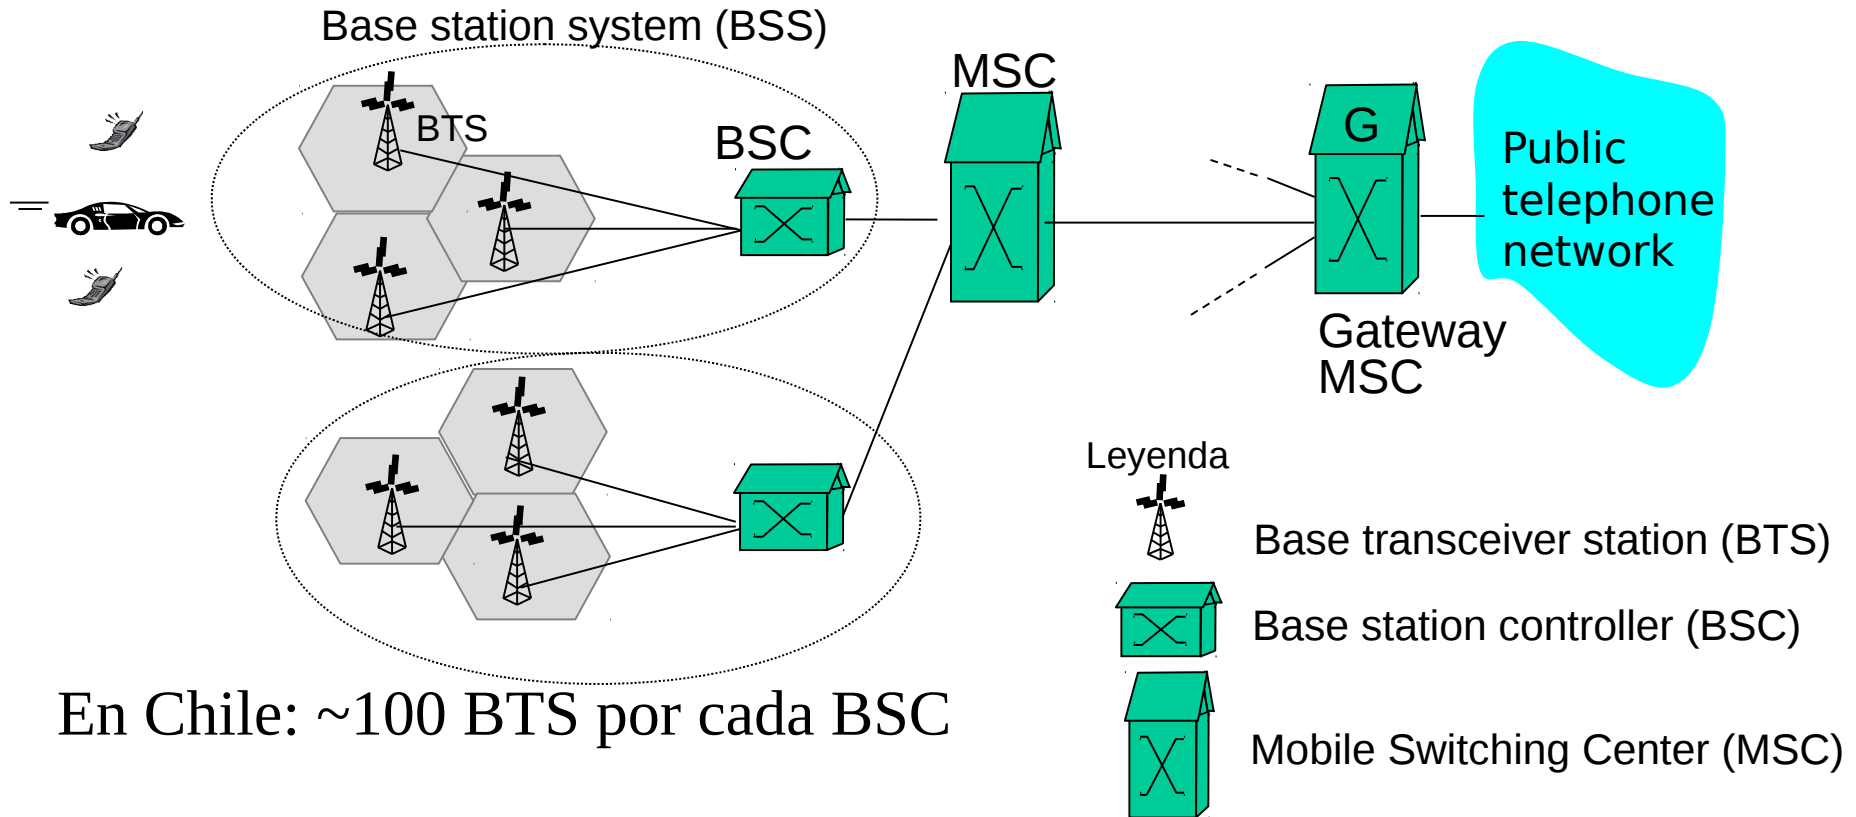 Base station system (BSS)
BTS
BSC
MSC
G
Public
telephone
network
Gateway
MSC
Leyenda
Base transceiver station (BTS)
Base station controller (BSC)
Mobile Switching Center (MSC)
En Chile: ~100 BTS por cada BSC